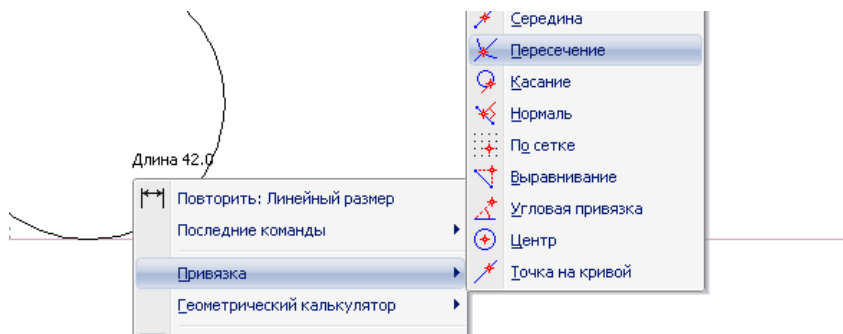 Середина
Пересечение
Касание
Нормаль
По сетке
Выравнивание
Угловая привязка
Центр
Точка на кривой
Длина 42.0
Повторить: Линейный размер
Последние команды
Привязка
Геометрический калькулятор